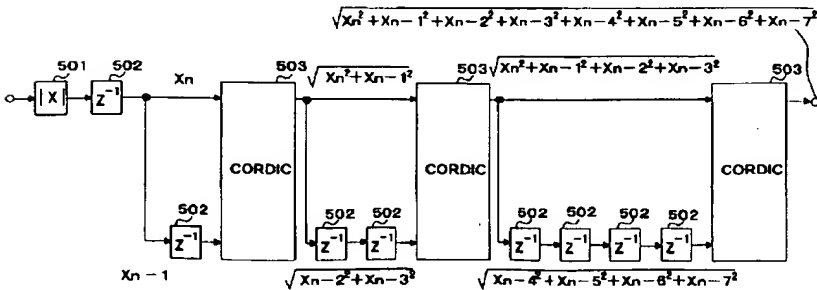 √Xn²+Xn-1²+Xn-2²+Xn-3²+Xn-4²+Xn-5²+Xn-6²+Xn-7²
501 502 Xn 503 √Xn²+Xn-1² 503 √Xn²+Xn-1²+Xn-2²+Xn-3² 503
|X| Z⁻¹
CORDIC CORDIC CORDIC
502 502 502 502 502 502 502
Z⁻¹ Z⁻¹ Z⁻¹ Z⁻¹ Z⁻¹ Z⁻¹ Z⁻¹
Xn-1 √Xn-2²+Xn-3² √Xn-4²+Xn-5²+Xn-6²+Xn-7²